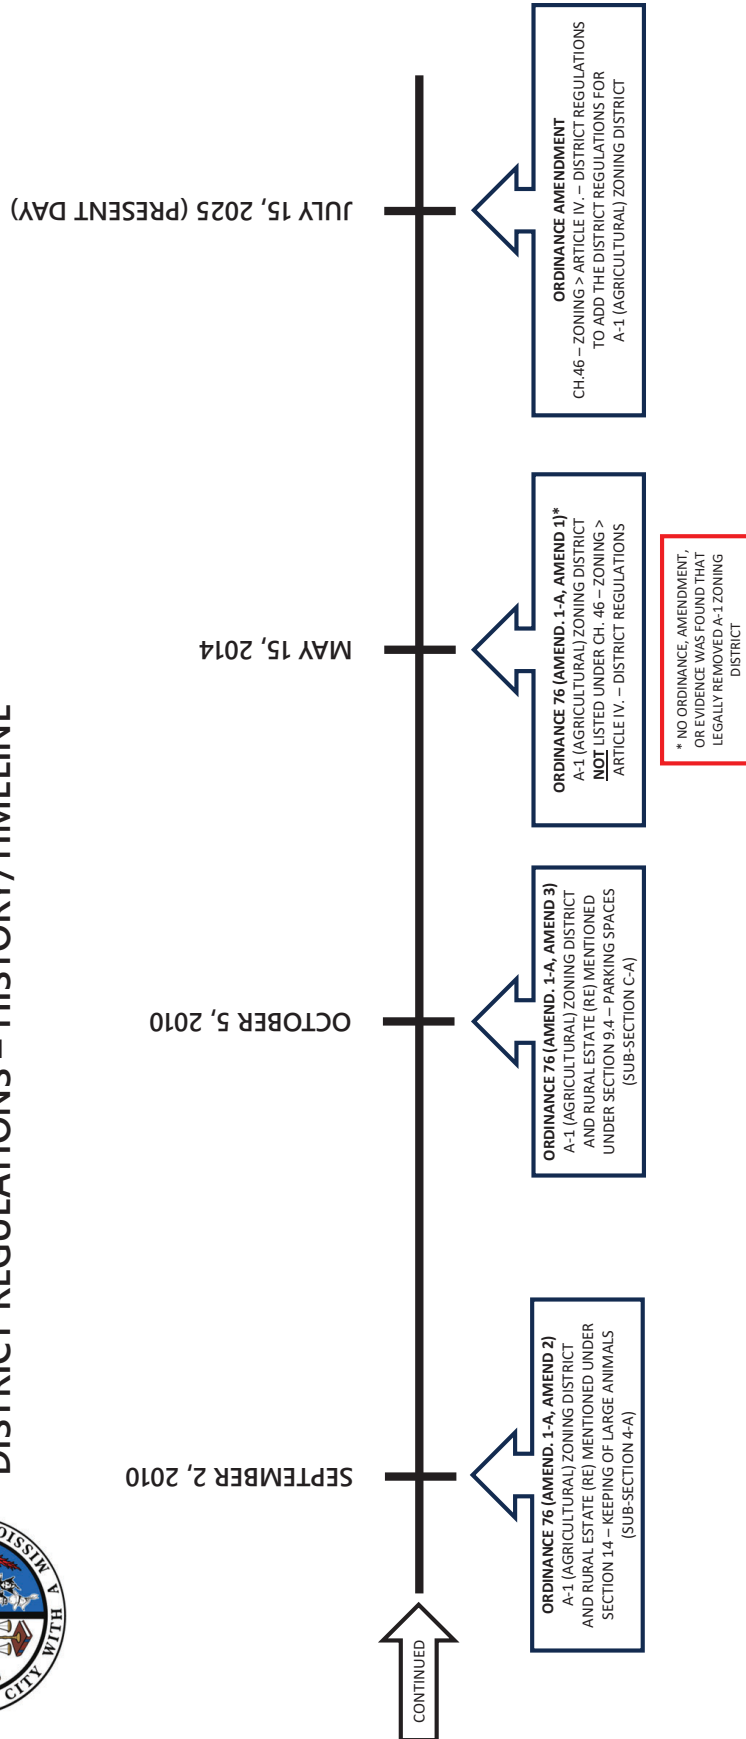 DISTRICT REGULATIONS – HISTORY/TIMELINE
A MISSIO
CITY WITH
CONTINUED
SEPTEMBER 2, 2010
ORDINANCE 76 (AMEND. 1-A, AMEND 2)
A-1 (AGRICULTURAL) ZONING DISTRICT
AND RURAL ESTATE (RE) MENTIONED UNDER
SECTION 14 – KEEPING OF LARGE ANIMALS
(SUB-SECTION 4-A)
OCTOBER 5, 2010
ORDINANCE 76 (AMEND. 1-A, AMEND 3)
A-1 (AGRICULTURAL) ZONING DISTRICT
AND RURAL ESTATE (RE) MENTIONED
UNDER SECTION 9.4 – PARKING SPACES
(SUB-SECTION C-A)
MAY 15, 2014
ORDINANCE 76 (AMEND. 1-A, AMEND 1)*
A-1 (AGRICULTURAL) ZONING DISTRICT
NOT LISTED UNDER CH. 46 – ZONING >
ARTICLE IV. – DISTRICT REGULATIONS
* NO ORDINANCE, AMENDMENT,
OR EVIDENCE WAS FOUND THAT
LEGALLY REMOVED A-1 ZONING
DISTRICT
JULY 15, 2025 (PRESENT DAY)
ORDINANCE AMENDMENT
CH.46 – ZONING > ARTICLE IV. – DISTRICT REGULATIONS
TO ADD THE DISTRICT REGULATIONS FOR
A-1 (AGRICULTURAL) ZONING DISTRICT